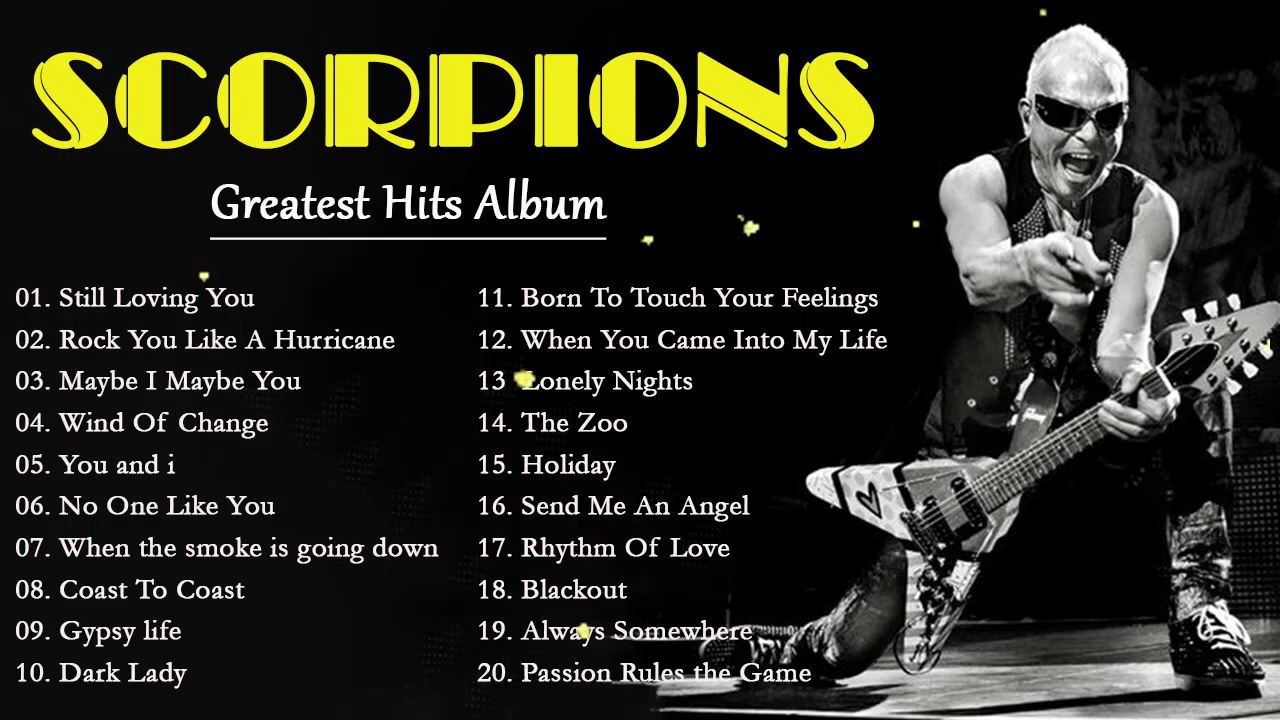 SCORPIONS
Greatest Hits Album
01. Still Loving You
02. Rock You Like A Hurricane
03. Maybe I Maybe You
04. Wind Of Change
05. You and i
06. No One Like You
07. When the smoke is going down
08. Coast To Coast
09. Gypsy life
10. Dark Lady
11. Born To Touch Your Feelings
12. When You Came Into My Life
13 Lonely Nights
14. The Zoo
15. Holiday
16. Send Me An Angel
17. Rhythm Of Love
18. Blackout
19. Always Somewhere
20. Passion Rules the Game